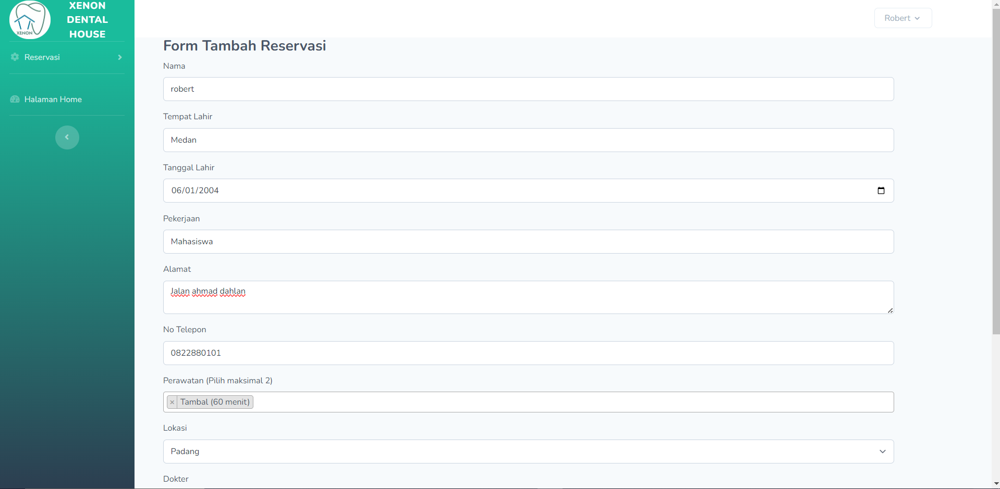 XENON
XENON
DENTAL
HOUSE
Reservasi
Halaman Home
Robert
Form Tambah Reservasi
Nama
robert
Tempat Lahir
Medan
Tanggal Lahir
06/01/2004
Pekerjaan
Mahasiswa
Alamat
Jalan ahmad dahlan
No Telepon
0822880101
Perawatan (Pilih maksimal 2)
× Tambal (60 menit)
Lokasi
Padang
Dokter